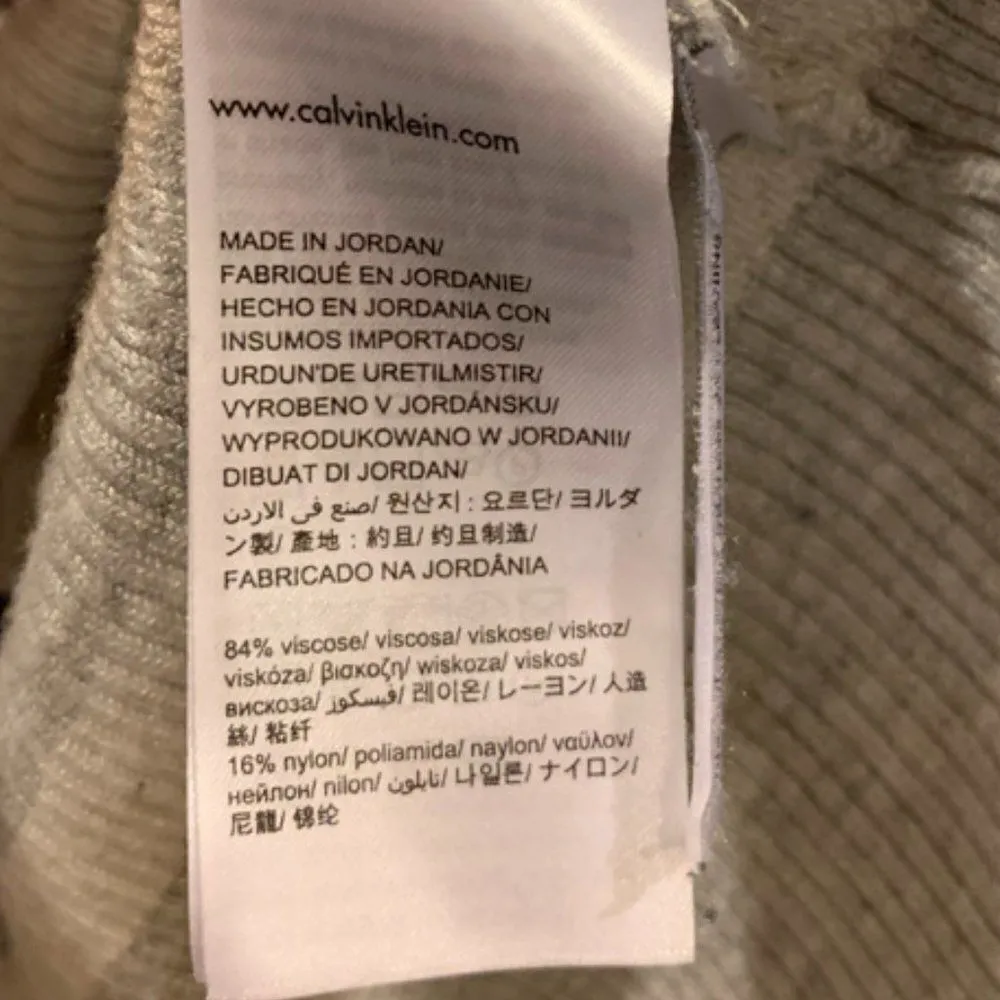 www.calvinklein.com
MADE IN JORDAN/
FABRIQUÉ EN JORDANIE/
HECHO EN JORDANIA CON
INSUMOS IMPORTADOS/
URDUN'DE URETILMISTIR/
VYROBENO V JORDÁNSKU/
WYPRODUKOWANO W JORDANII/
DIBUAT DI JORDAN/
صنع في الاردن/ 원산지 : 요르단/ ヨルダ
ン製/ 產地 : 約旦/ 约旦制造/
FABRICADO NA JORDÂNIA
84% viscose/ viscosa/ viskose/ viskoz/
viskóza/ βισκοζη/ wiskoza/ viskos/
вискоза/ فيسكوز/ 레이온/ レーヨン/ 人造
絲/ 粘纤
16% nylon/ poliamida/ naylon/ ναϋλον/
нейлон/ nilon/ نايلون/ 나일론/ ナイロン/
尼龍/ 锦纶